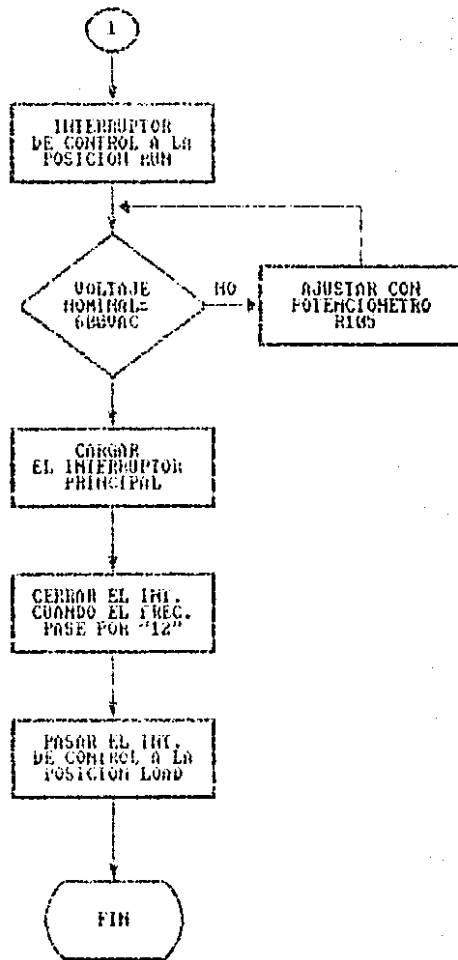 1
INTERRUPTOR
DE CONTROL A LA
POSICION RUN
VOLTAJE
NOMINAL=
NO
AJUSTAR CON
POTENCIOMETRO
R105
CARGAR
EL INTERRUPTOR
PRINCIPAL
CERRAR EL INT.
CUANDO EL FREC.
PASE POR "12"
PASAR EL INT.
DE CONTROL A LA
POSICION LOAD
FIN